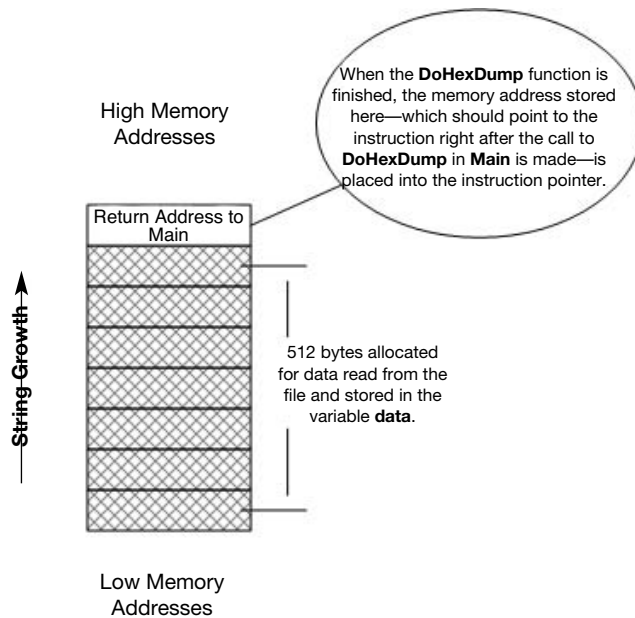 When the DoHexDump function is
finished, the memory address stored
here—which should point to the
instruction right after the call to
DoHexDump in Main is made—is
placed into the instruction pointer.
High Memory
Addresses
Return Address to
Main
String Growth
512 bytes allocated
for data read from the
file and stored in the
variable data.
Low Memory
Addresses